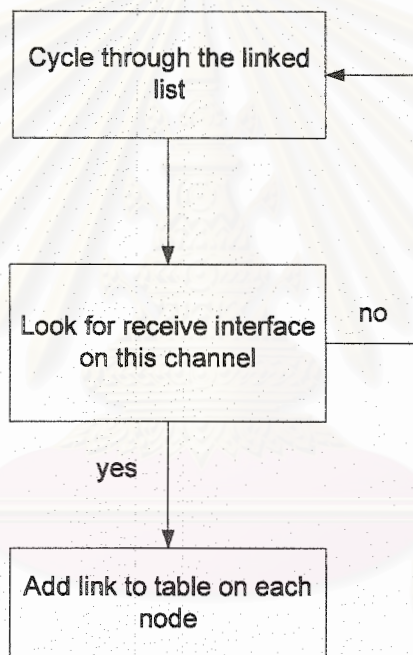 Cycle through the linked
list
Look for receive interface
on this channel
no
yes
Add link to table on each
node